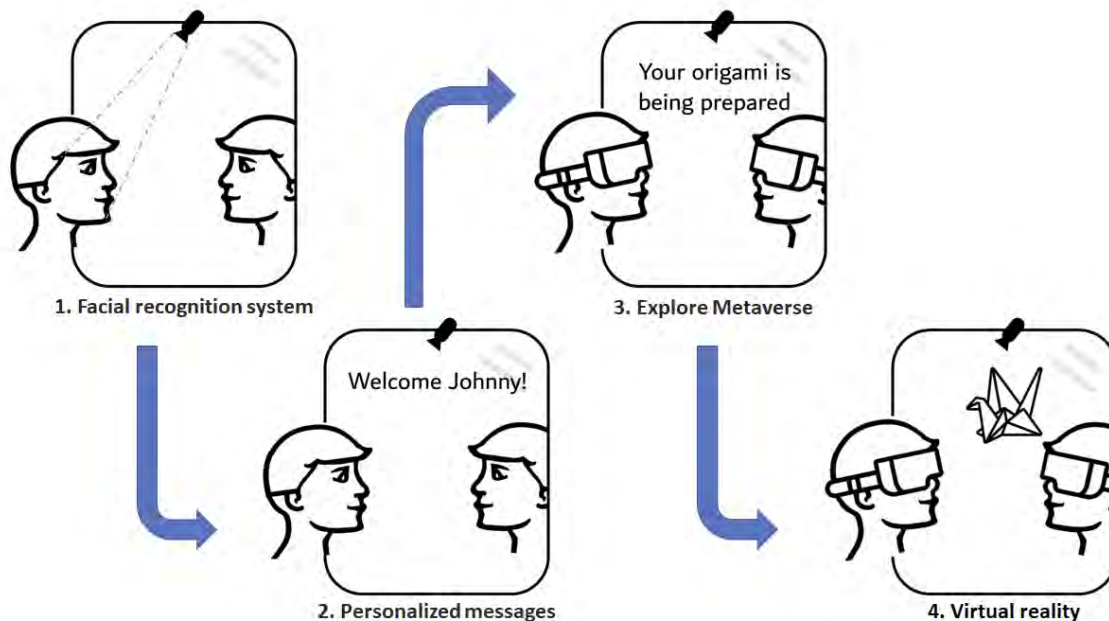 1. Facial recognition system
Welcome Johnny!
2. Personalized messages
Your origami is
being prepared
3. Explore Metaverse
4. Virtual reality